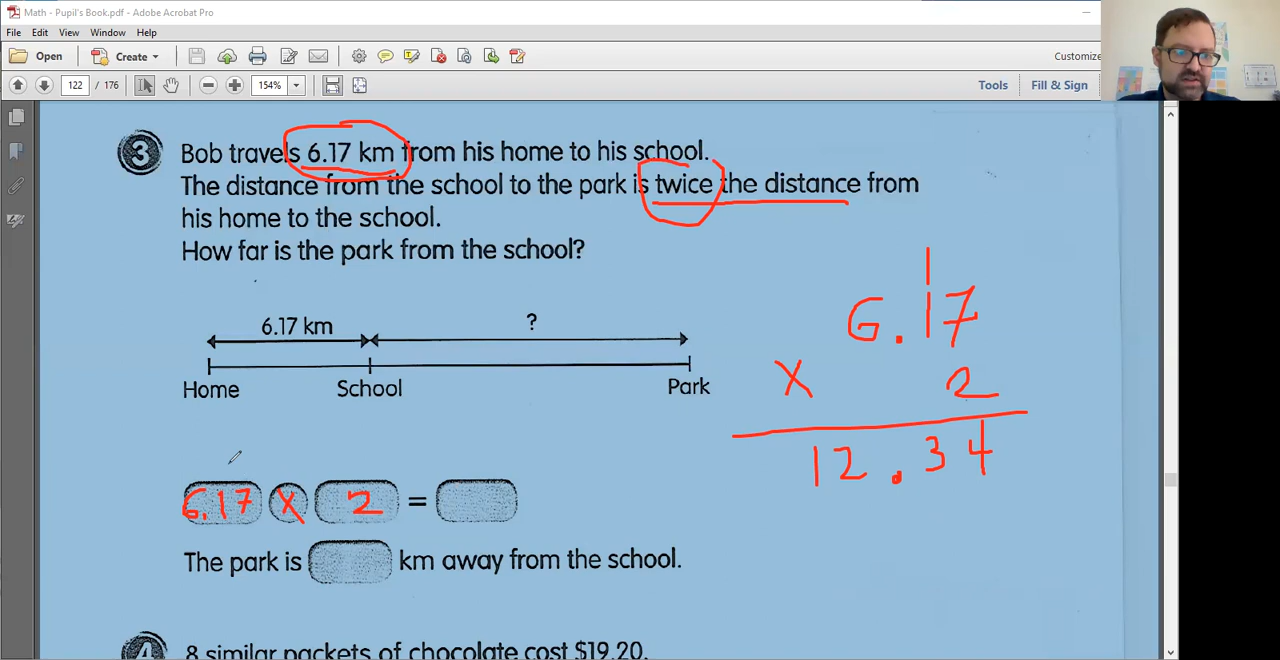 Math - Pupil's Book.pdf - Adobe Acrobat Pro
File Edit View Window Help
Open Create Customize
122 / 176 154% Tools Fill & Sign
3 Bob travels 6.17 km from his home to his school.
The distance from the school to the park is twice the distance from
his home to the school.
How far is the park from the school?
6.17 km ?
Home School Park
1
6.17
x 2
12.34
6.17 x 2 =
The park is km away from the school.
4 8 similar packets of chocolate cost $19.20.